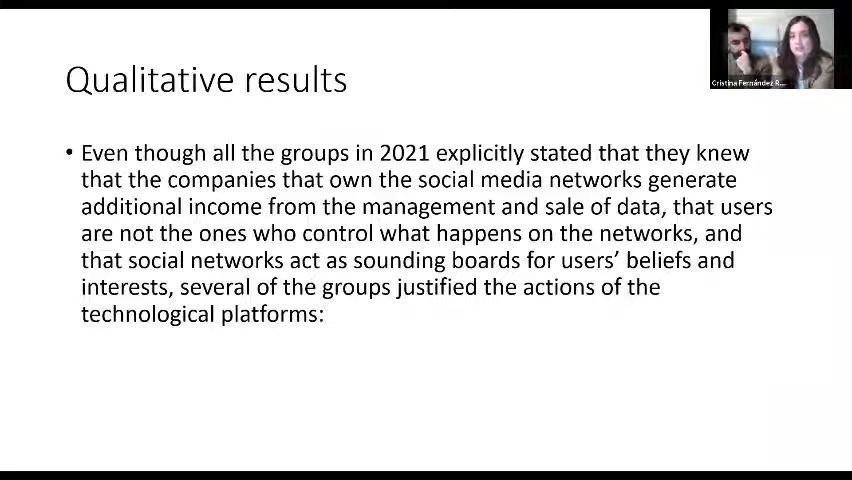 Qualitative results
• Even though all the groups in 2021 explicitly stated that they knew
that the companies that own the social media networks generate
additional income from the management and sale of data, that users
are not the ones who control what happens on the networks, and
that social networks act as sounding boards for users’ beliefs and
interests, several of the groups justified the actions of the
technological platforms:
Cristina Fernández R...